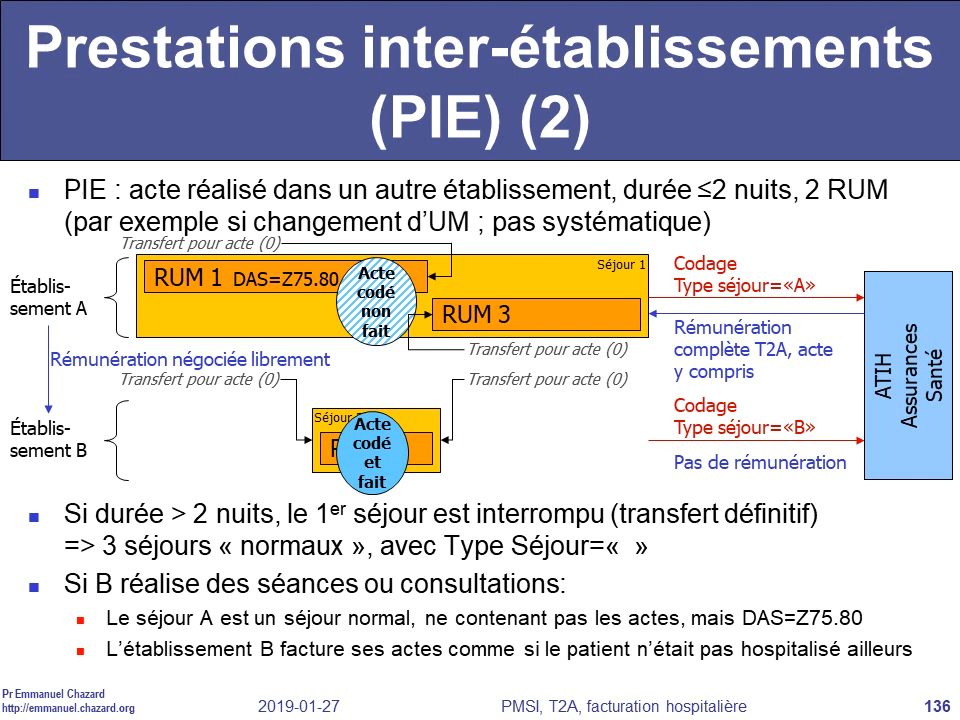 Prestations inter-établissements
(PIE) (2)
PIE : acte réalisé dans un autre établissement, durée ≤2 nuits, 2 RUM
(par exemple si changement d’UM ; pas systématique)
Transfert pour acte (0)
Établis-
sement A
Séjour 1
RUM 1 DAS=Z75.80
Acte
codé
non
fait
RUM 3
Transfert pour acte (0)
Codage
Type séjour=«A»
Rémunération
complète T2A, acte
y compris
ATIH
Assurances
Santé
Rémunération négociée librement
Transfert pour acte (0)
Transfert pour acte (0)
Établis-
sement B
Séjour
Acte
codé
et
fait
Codage
Type séjour=«B»
Pas de rémunération
Si durée > 2 nuits, le 1er séjour est interrompu (transfert définitif)
=> 3 séjours « normaux », avec Type Séjour=«  »
Si B réalise des séances ou consultations:
Le séjour A est un séjour normal, ne contenant pas les actes, mais DAS=Z75.80
L’établissement B facture ses actes comme si le patient n’était pas hospitalisé ailleurs
Pr Emmanuel Chazard
http://emmanuel.chazard.org
2019-01-27
PMSI, T2A, facturation hospitalière
136